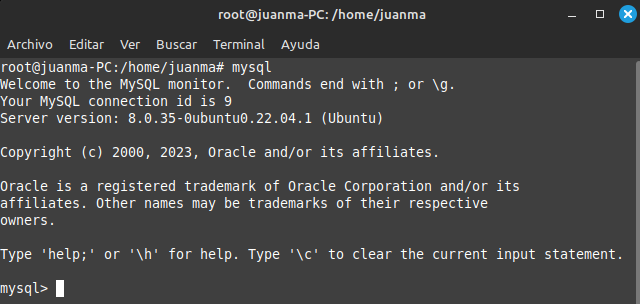 root@juanma-PC: /home/juanma
Archivo Editar Ver Buscar Terminal Ayuda
root@juanma-PC:/home/juanma# mysql
Welcome to the MySQL monitor.  Commands end with ; or \g.
Your MySQL connection id is 9
Server version: 8.0.35-0ubuntu0.22.04.1 (Ubuntu)
Copyright (c) 2000, 2023, Oracle and/or its affiliates.
Oracle is a registered trademark of Oracle Corporation and/or its
affiliates. Other names may be trademarks of their respective
owners.
Type 'help;' or '\h' for help. Type '\c' to clear the current input statement.
mysql>